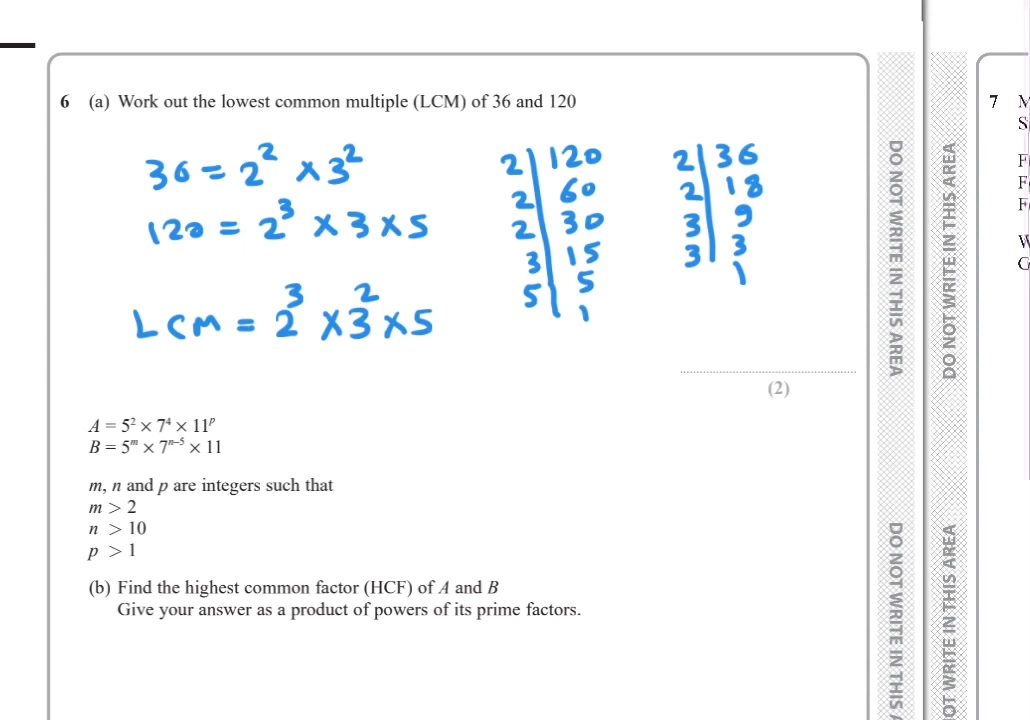 6 (a) Work out the lowest common multiple (LCM) of 36 and 120
36 = 2² × 3²
120 = 2³ × 3 × 5
LCM = 2³ × 3² × 5
2 | 120
2 | 60
2 | 30
3 | 15
5 | 5
1
2 | 36
2 | 18
3 | 9
3 | 3
1
(2)
A = 5² × 7⁴ × 11ᵖ
B = 5ᵐ × 7ⁿ⁻⁵ × 11
m, n and p are integers such that
m > 2
n > 10
p > 1
(b) Find the highest common factor (HCF) of A and B
Give your answer as a product of powers of its prime factors.
DO NOT WRITE IN THIS AREA
DO NOT WRITE IN THIS
DO NOT WRITE IN THIS AREA
OT WRITE IN THIS AREA
7